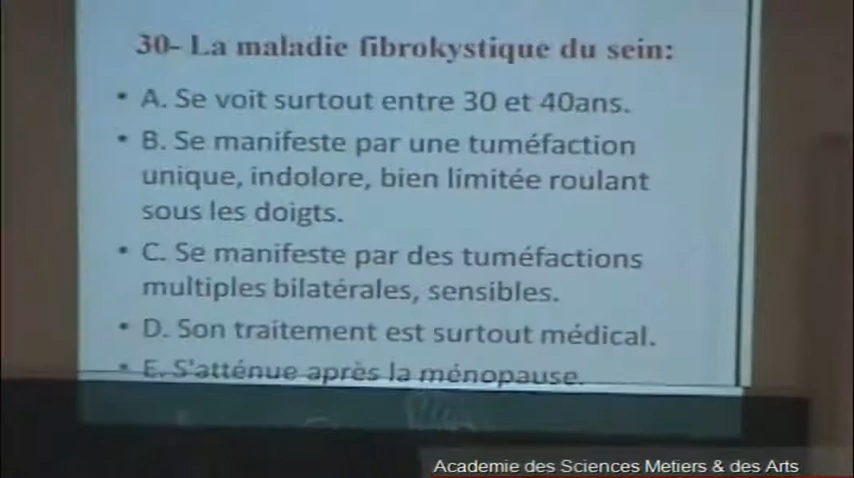 30- La maladie fibrokystique du sein:
• A. Se voit surtout entre 30 et 40ans.
• B. Se manifeste par une tuméfaction
unique, indolore, bien limitée roulant
sous les doigts.
• C. Se manifeste par des tuméfactions
multiples bilatérales, sensibles.
• D. Son traitement est surtout médical.
• E. S'atténue après la ménopause.
Academie des Sciences Metiers & des Arts